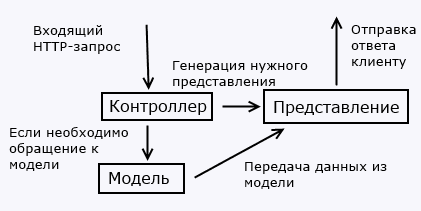 Входящий
HTTP-запрос
Отправка
ответа
клиенту
Генерация нужного
представления
Контроллер
Представление
Если необходимо
обращение к
модели
Модель
Передача данных из
модели